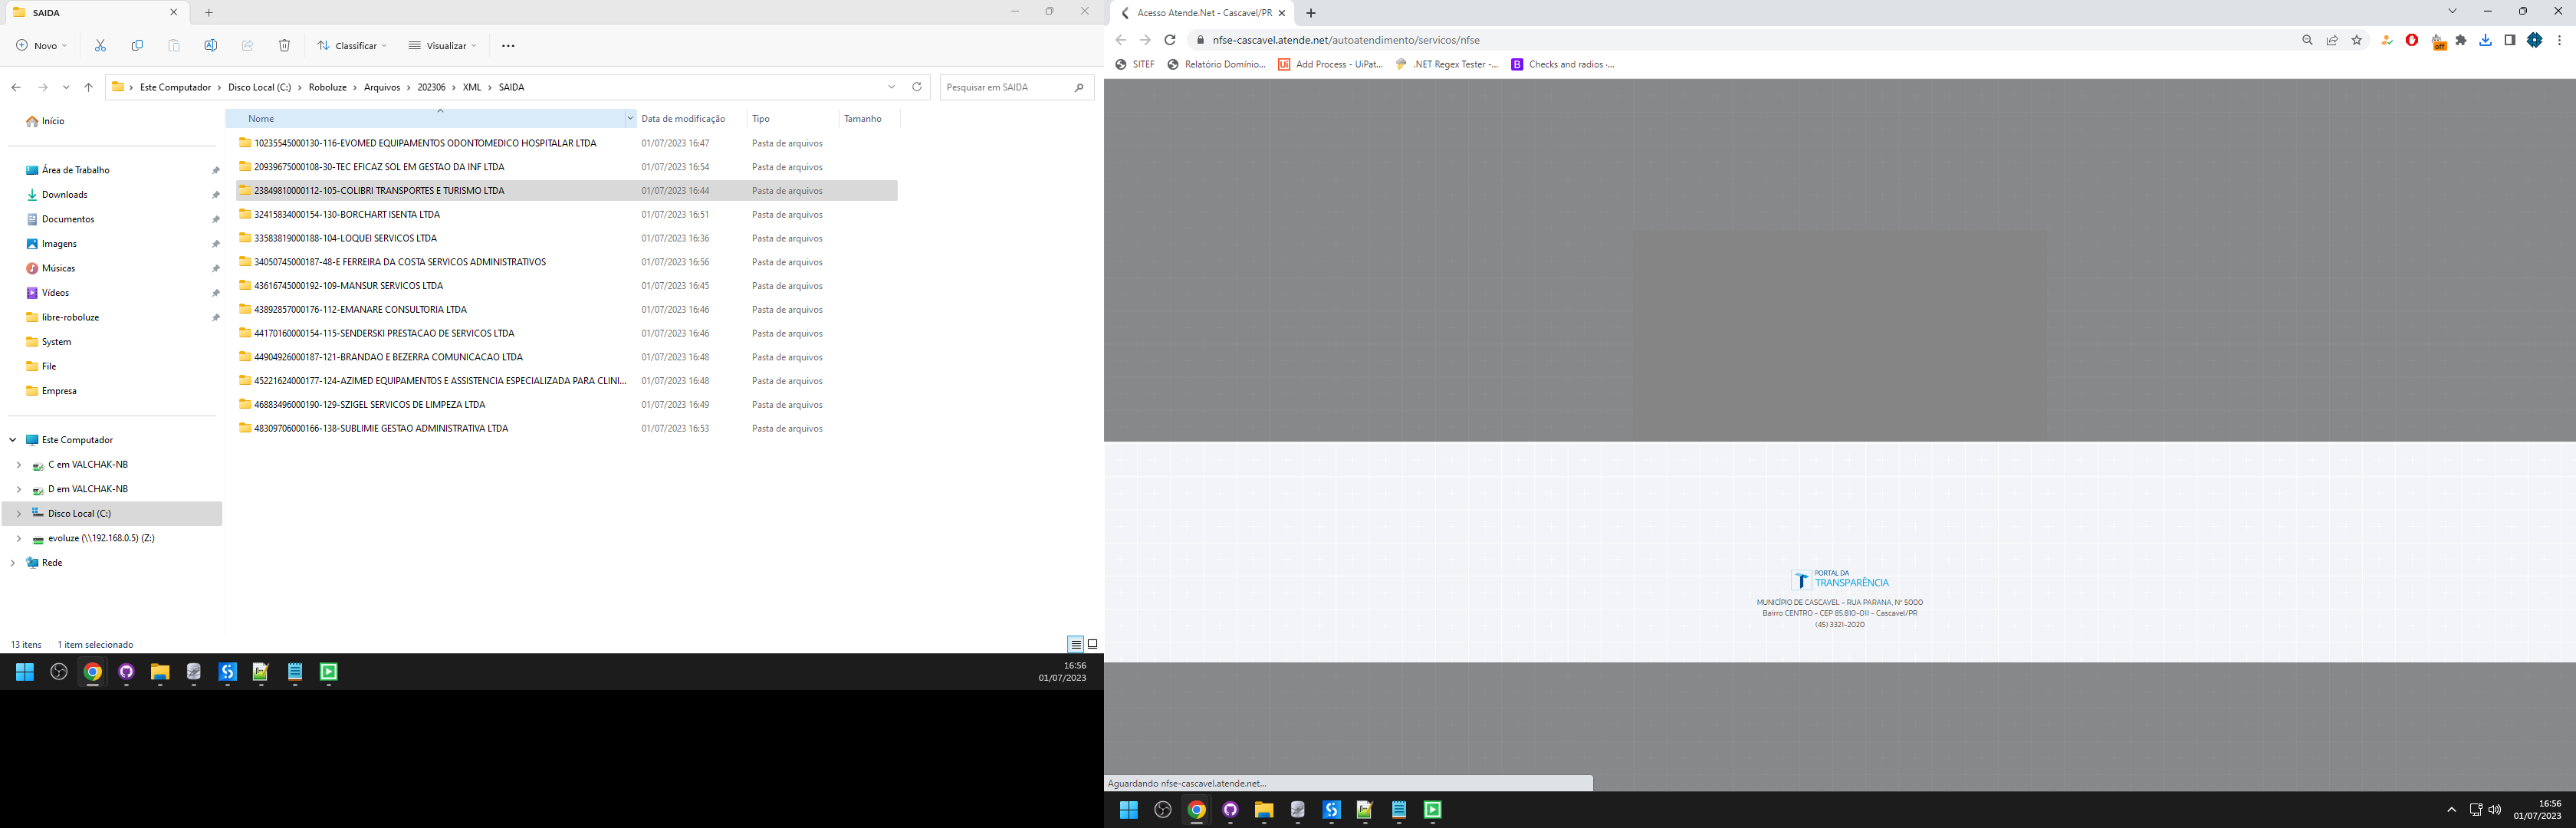 SAIDA
Novo
Classificar
Visualizar
Este Computador > Disco Local (C:) > Roboluze > Arquivos > 202306 > XML > SAIDA
Pesquisar em SAIDA
Início
Área de Trabalho
Downloads
Documentos
Imagens
Músicas
Vídeos
libre-roboluze
System
File
Empresa
Este Computador
C em VALCHAK-NB
D em VALCHAK-NB
Disco Local (C:)
evoluze (\\192.168.0.5) (Z:)
Rede
Nome Data de modificação Tipo Tamanho
10235545000130-116-EVOMED EQUIPAMENTOS ODONTOMEDICO HOSPITALAR LTDA 01/07/2023 16:47 Pasta de arquivos
20939675000108-30-TEC EFICAZ SOL EM GESTAO DA INF LTDA 01/07/2023 16:54 Pasta de arquivos
23849810000112-105-COLIBRI TRANSPORTES E TURISMO LTDA 01/07/2023 16:44 Pasta de arquivos
32415834000154-130-BORCHART ISENTA LTDA 01/07/2023 16:51 Pasta de arquivos
33583819000188-104-LOQUEI SERVICOS LTDA 01/07/2023 16:36 Pasta de arquivos
34050745000187-48-E FERREIRA DA COSTA SERVICOS ADMINISTRATIVOS 01/07/2023 16:56 Pasta de arquivos
43616745000192-109-MANSUR SERVICOS LTDA 01/07/2023 16:45 Pasta de arquivos
43892857000176-112-EMANARE CONSULTORIA LTDA 01/07/2023 16:46 Pasta de arquivos
44170160000154-115-SENDERSKI PRESTACAO DE SERVICOS LTDA 01/07/2023 16:46 Pasta de arquivos
44904926000187-121-BRANDAO E BEZERRA COMUNICACAO LTDA 01/07/2023 16:48 Pasta de arquivos
45221624000177-124-AZIMED EQUIPAMENTOS E ASSISTENCIA ESPECIALIZADA PARA CLINI... 01/07/2023 16:48 Pasta de arquivos
46883496000190-129-SZIGEL SERVICOS DE LIMPEZA LTDA 01/07/2023 16:49 Pasta de arquivos
48309706000166-138-SUBLIMIE GESTAO ADMINISTRATIVA LTDA 01/07/2023 16:53 Pasta de arquivos
13 itens 1 item selecionado
16:56
01/07/2023
Acesso Atende.Net - Cascavel/PR
nfse-cascavel.atende.net/autoatendimento/servicos/nfse
off
SITEF
Relatório Domínio...
Ui
Add Process - UiPat...
.NET Regex Tester -...
B
Checks and radios ·...
PORTAL DA
TRANSPARÊNCIA
MUNICÍPIO DE CASCAVEL - RUA PARANA, Nº 5000
Bairro CENTRO - CEP 85.810-011 - Cascavel/PR
(45) 3321-2020
Aguardando nfse-cascavel.atende.net...
16:56
01/07/2023